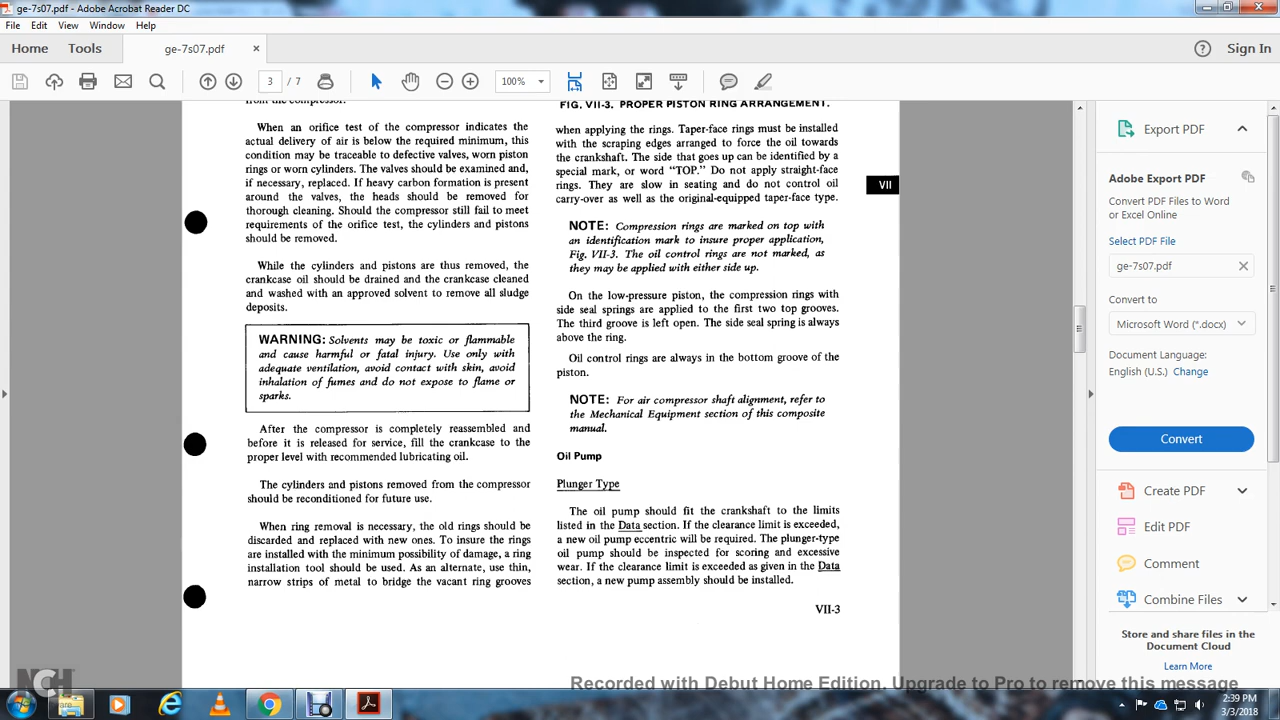 ge-7s07.pdf - Adobe Acrobat Reader DC
File Edit View Window Help
Home Tools ge-7s07.pdf × Sign In
3 / 7 100%
from the compressor.
When an orifice test of the compressor indicates the
actual delivery of air is below the required minimum, this
condition may be traceable to defective valves, worn piston
rings or worn cylinders. The valves should be examined and,
if necessary, replaced. If heavy carbon formation is present
around the valves, the heads should be removed for
thorough cleaning. Should the compressor still fail to meet
requirements of the orifice test, the cylinders and pistons
should be removed.
While the cylinders and pistons are thus removed, the
crankcase oil should be drained and the crankcase cleaned
and washed with an approved solvent to remove all sludge
deposits.
WARNING: Solvents may be toxic or flammable
and cause harmful or fatal injury. Use only with
adequate ventilation, avoid contact with skin, avoid
inhalation of fumes and do not expose to flame or
sparks.
After the compressor is completely reassembled and
before it is released for service, fill the crankcase to the
proper level with recommended lubricating oil.
The cylinders and pistons removed from the compressor
should be reconditioned for future use.
When ring removal is necessary, the old rings should be
discarded and replaced with new ones. To insure the rings
are installed with the minimum possibility of damage, a ring
installation tool should be used. As an alternate, use thin,
narrow strips of metal to bridge the vacant ring grooves
FIG. VII-3. PROPER PISTON RING ARRANGEMENT.
when applying the rings. Taper-face rings must be installed
with the scraping edges arranged to force the oil towards
the crankshaft. The side that goes up can be identified by a
special mark, or word "TOP." Do not apply straight-face
rings. They are slow in seating and do not control oil
carry-over as well as the original-equipped taper-face type.
NOTE: Compression rings are marked on top with
an identification mark to insure proper application,
Fig. VII-3. The oil control rings are not marked, as
they may be applied with either side up.
On the low-pressure piston, the compression rings with
side seal springs are applied to the first two top grooves.
The third groove is left open. The side seal spring is always
above the ring.
Oil control rings are always in the bottom groove of the
piston.
NOTE: For air compressor shaft alignment, refer to
the Mechanical Equipment section of this composite
manual.
Oil Pump
Plunger Type
The oil pump should fit the crankshaft to the limits
listed in the Data section. If the clearance limit is exceeded,
a new oil pump eccentric will be required. The plunger-type
oil pump should be inspected for scoring and excessive
wear. If the clearance limit is exceeded as given in the Data
section, a new pump assembly should be installed.
VII-3
VII
Export PDF
Adobe Export PDF
Convert PDF Files to Word
or Excel Online
Select PDF File
ge-7s07.pdf
Convert to
Microsoft Word (*.docx)
Document Language:
English (U.S.) Change
Convert
Create PDF
Edit PDF
Comment
Combine Files
Store and share files in the
Document Cloud
Learn More
NCH
Recorded with Debut Home Edition. Upgrade to Pro to remove this message
2:39 PM
3/3/2018